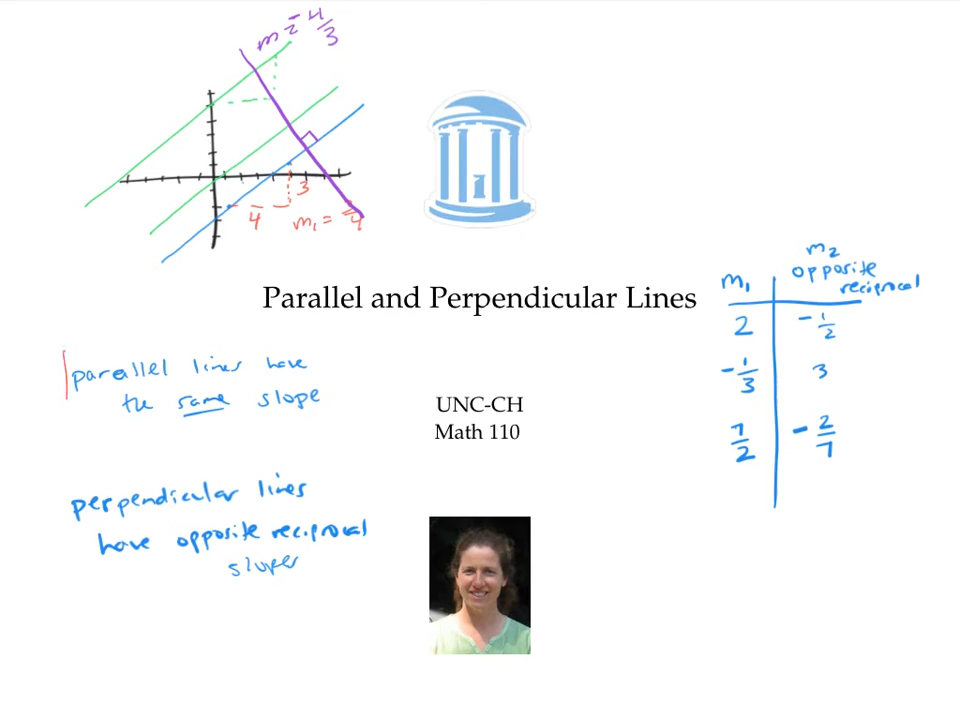 m = -4/3
3
4
m₁ = 3/4
Parallel and Perpendicular Lines
UNC-CH
Math 110
parallel lines have
the same slope
perpendicular lines
have opposite reciprocal
slopes
m₁ m₂
opposite
reciprocal
2 -1/2
-1/3 3
7/2 -2/7